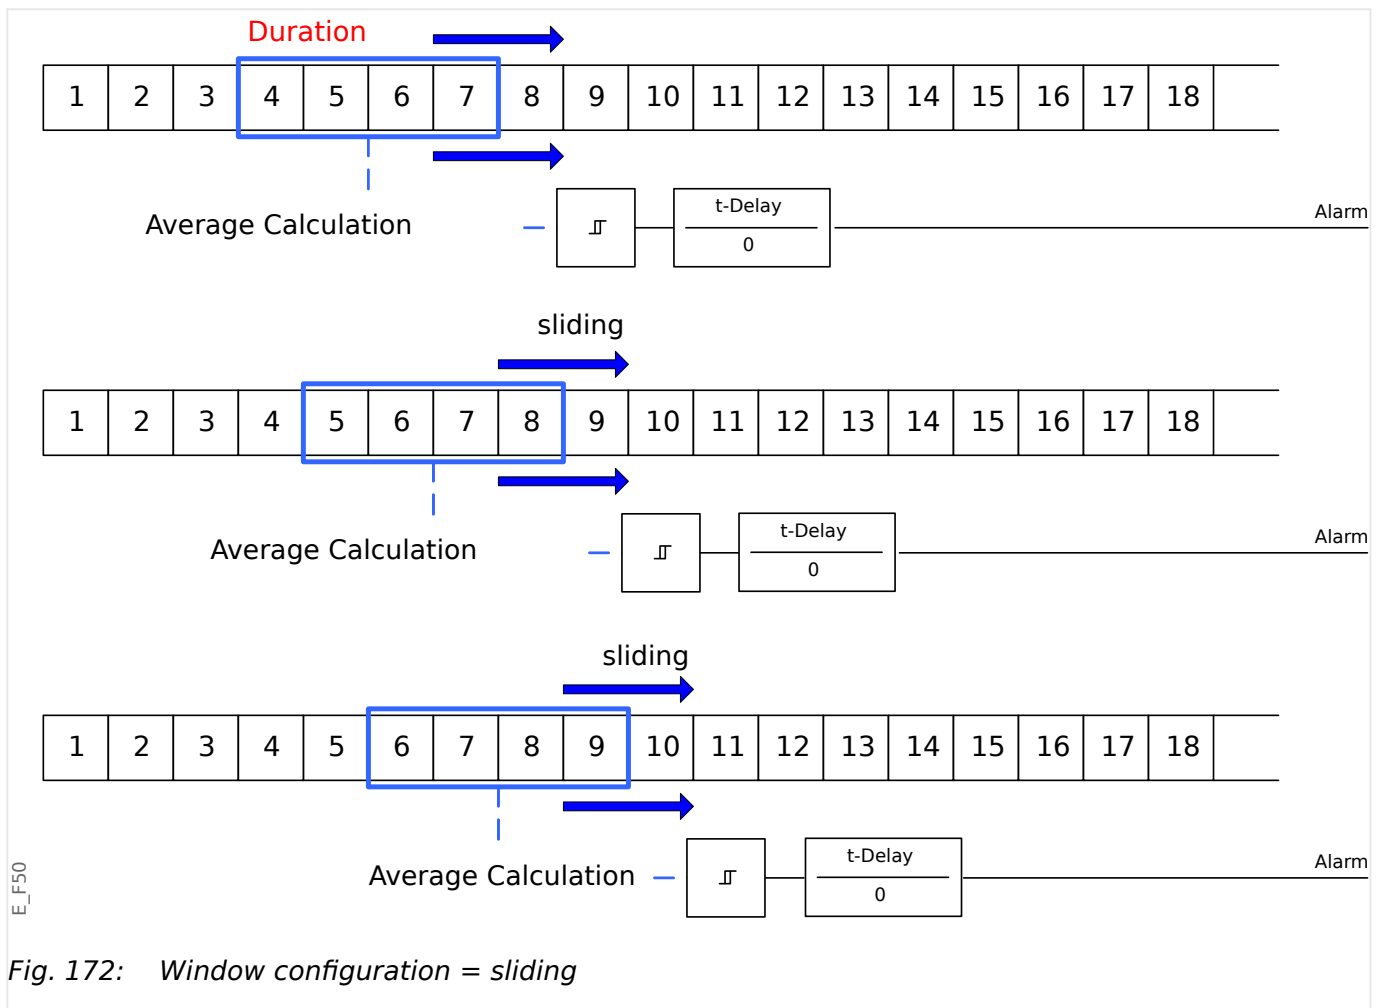 Duration
1 2 3 4 5 6 7 8 9 10 11 12 13 14 15 16 17 18
t-Delay
Alarm
Average Calculation
0
sliding
1 2 3 4 5 6 7 8 9 10 11 12 13 14 15 16 17 18
t-Delay
Alarm
Average Calculation
0
sliding
1 2 3 4 5 6 7 8 9 10 11 12 13 14 15 16 17 18
t-Delay
Alarm
Average Calculation
0
E_F50
Fig. 172: Window configuration = sliding